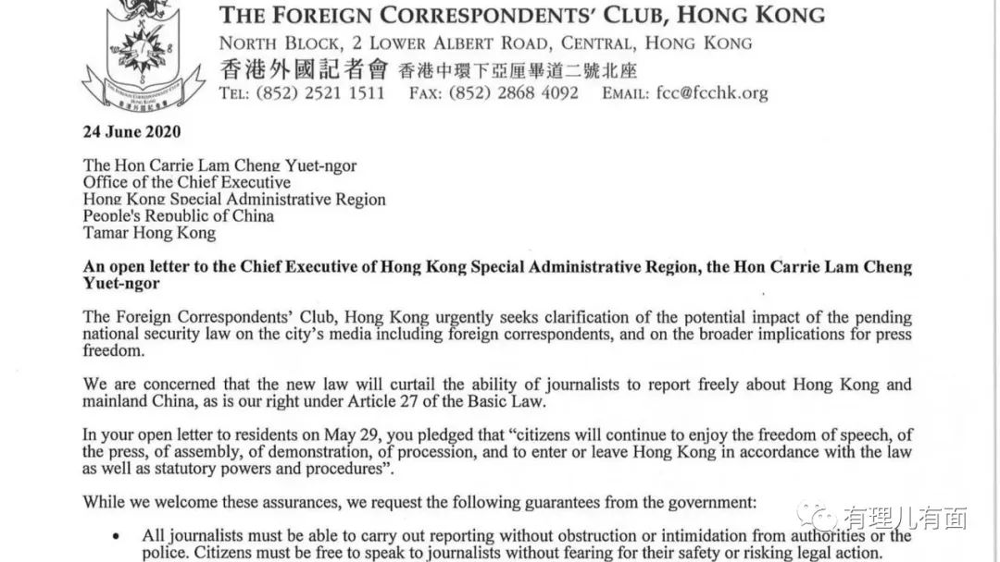 THE FOREIGN CORRESPONDENTS' CLUB, HONG KONG
NORTH BLOCK, 2 LOWER ALBERT ROAD, CENTRAL, HONG KONG
香港外國記者會 香港中環下亞厘畢道二號北座
TEL: (852) 2521 1511 FAX: (852) 2868 4092 EMAIL: fcc@fcchk.org
THE FOREIGN CORRESPONDENTS' CLUB
HONG KONG
香港外國記者會
24 June 2020
The Hon Carrie Lam Cheng Yuet-ngor
Office of the Chief Executive
Hong Kong Special Administrative Region
People's Republic of China
Tamar Hong Kong
An open letter to the Chief Executive of Hong Kong Special Administrative Region, the Hon Carrie Lam Cheng
Yuet-ngor
The Foreign Correspondents' Club, Hong Kong urgently seeks clarification of the potential impact of the pending
national security law on the city's media including foreign correspondents, and on the broader implications for press
freedom.
We are concerned that the new law will curtail the ability of journalists to report freely about Hong Kong and
mainland China, as is our right under Article 27 of the Basic Law.
In your open letter to residents on May 29, you pledged that “citizens will continue to enjoy the freedom of speech, of
the press, of assembly, of demonstration, of procession, and to enter or leave Hong Kong in accordance with the law
as well as statutory powers and procedures”.
While we welcome these assurances, we request the following guarantees from the government:
• All journalists must be able to carry out reporting without obstruction or intimidation from authorities or the
police. Citizens must be free to speak to journalists without fearing for their safety or risking legal action.
有理儿有面